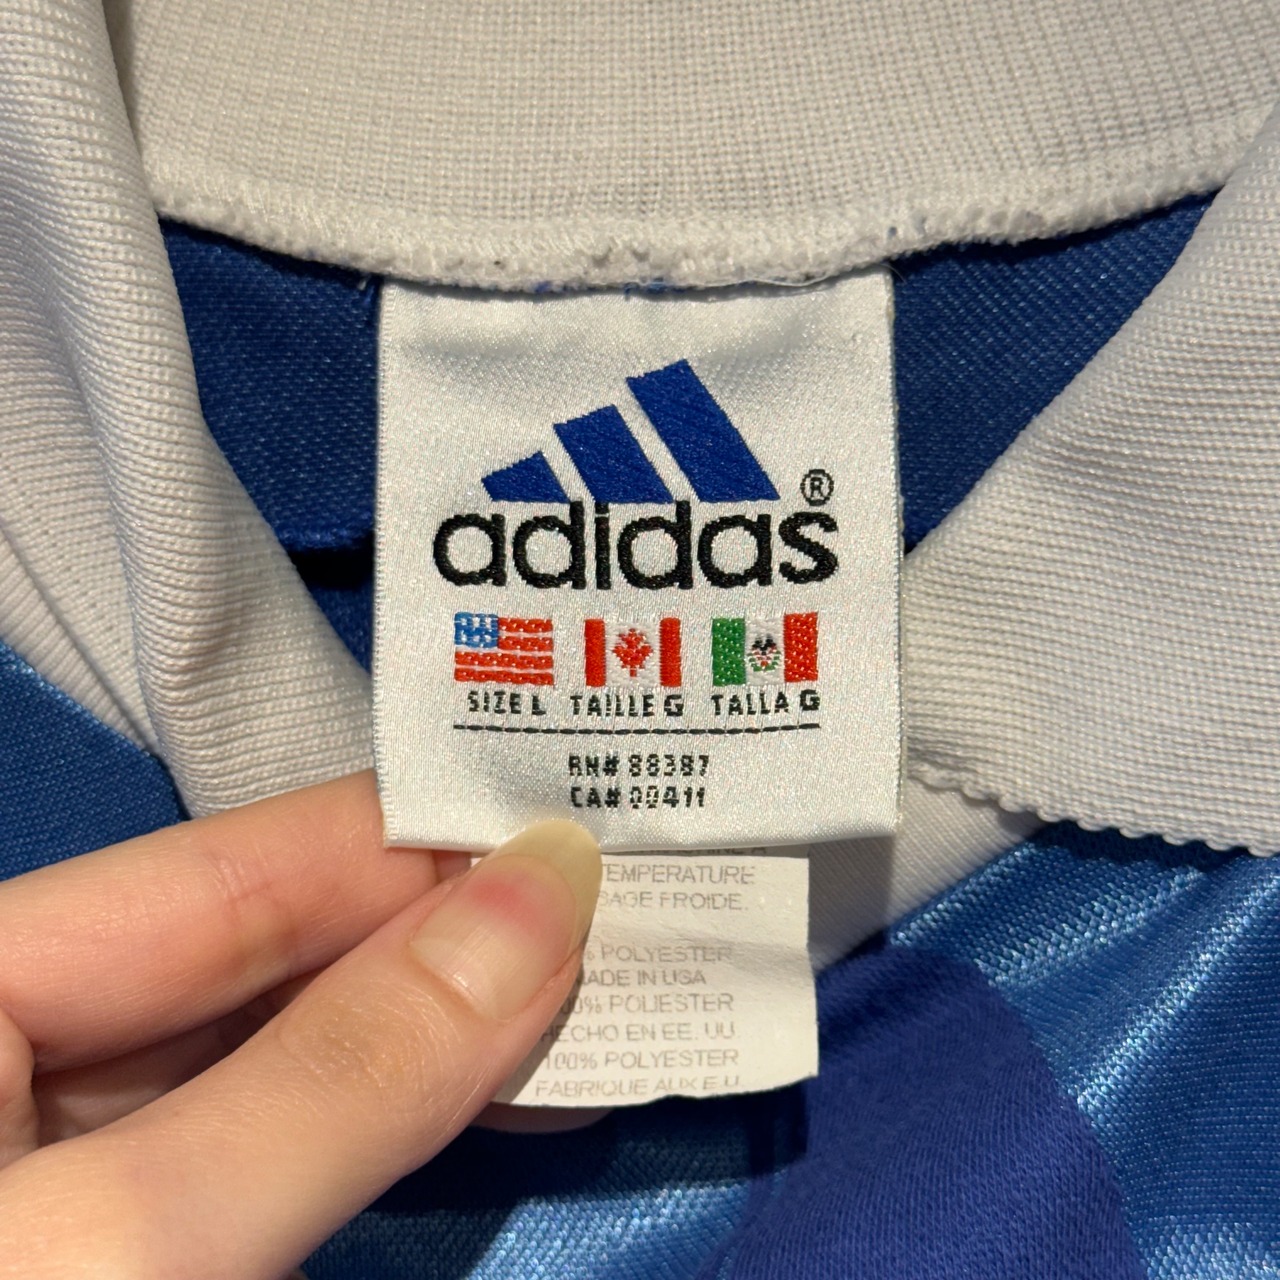 adidas®
SIZE L TAILLE G TALLA G
RN# 88387
CA# 00411
TEMPERATURE
FROIDE.
% POLYESTER
MADE IN USA
100% POLIESTER
HECHO EN EE. UU
100% POLYESTER
FABRIQUE AUX E.U.